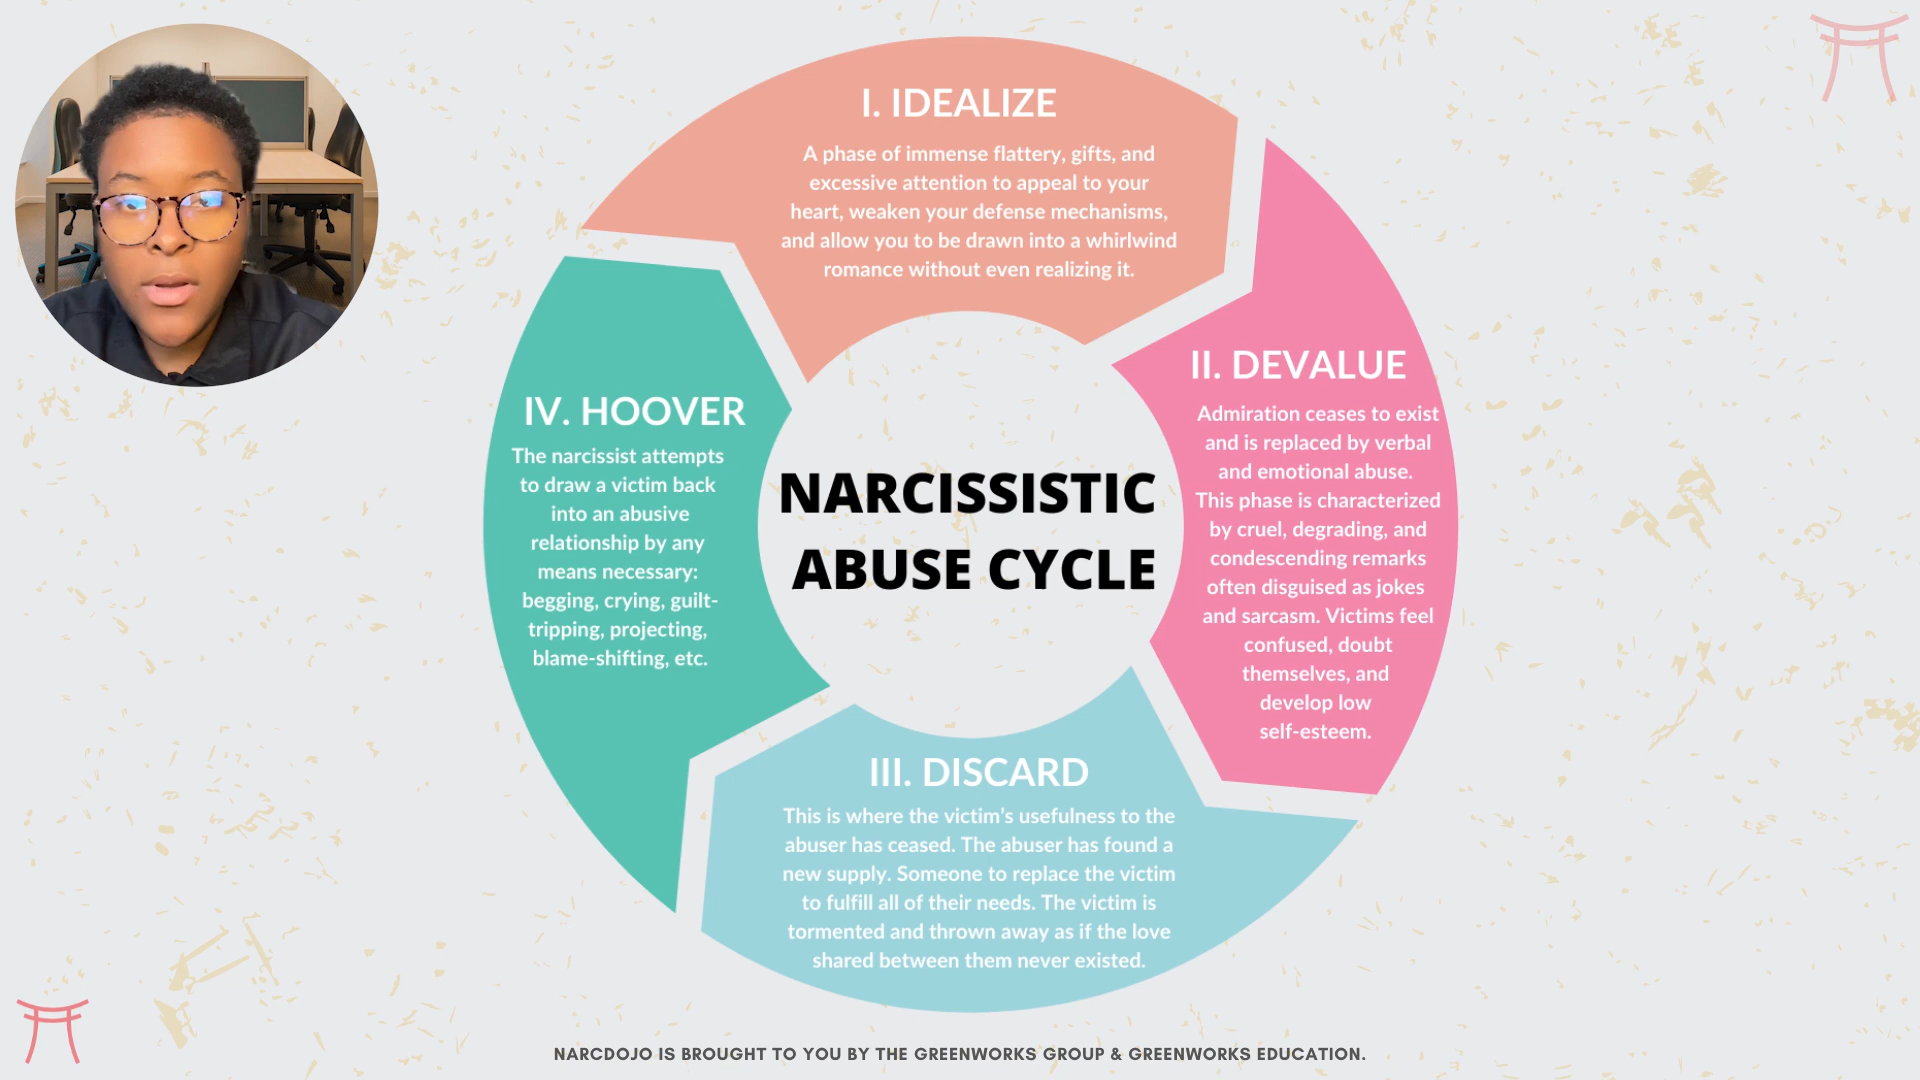 I. IDEALIZE
A phase of immense flattery, gifts, and
excessive attention to appeal to your
heart, weaken your defense mechanisms,
and allow you to be drawn into a whirlwind
romance without even realizing it.
II. DEVALUE
Admiration ceases to exist
and is replaced by verbal
and emotional abuse.
This phase is characterized
by cruel, degrading, and
condescending remarks
often disguised as jokes
and sarcasm. Victims feel
confused, doubt
themselves, and
develop low
self-esteem.
III. DISCARD
This is where the victim's usefulness to the
abuser has ceased. The abuser has found a
new supply. Someone to replace the victim
to fulfill all of their needs. The victim is
tormented and thrown away as if the love
shared between them never existed.
IV. HOOVER
The narcissist attempts
to draw a victim back
into an abusive
relationship by any
means necessary:
begging, crying, guilt-
tripping, projecting,
blame-shifting, etc.
NARCISSISTIC
ABUSE CYCLE
NARCDOJO IS BROUGHT TO YOU BY THE GREENWORKS GROUP & GREENWORKS EDUCATION.